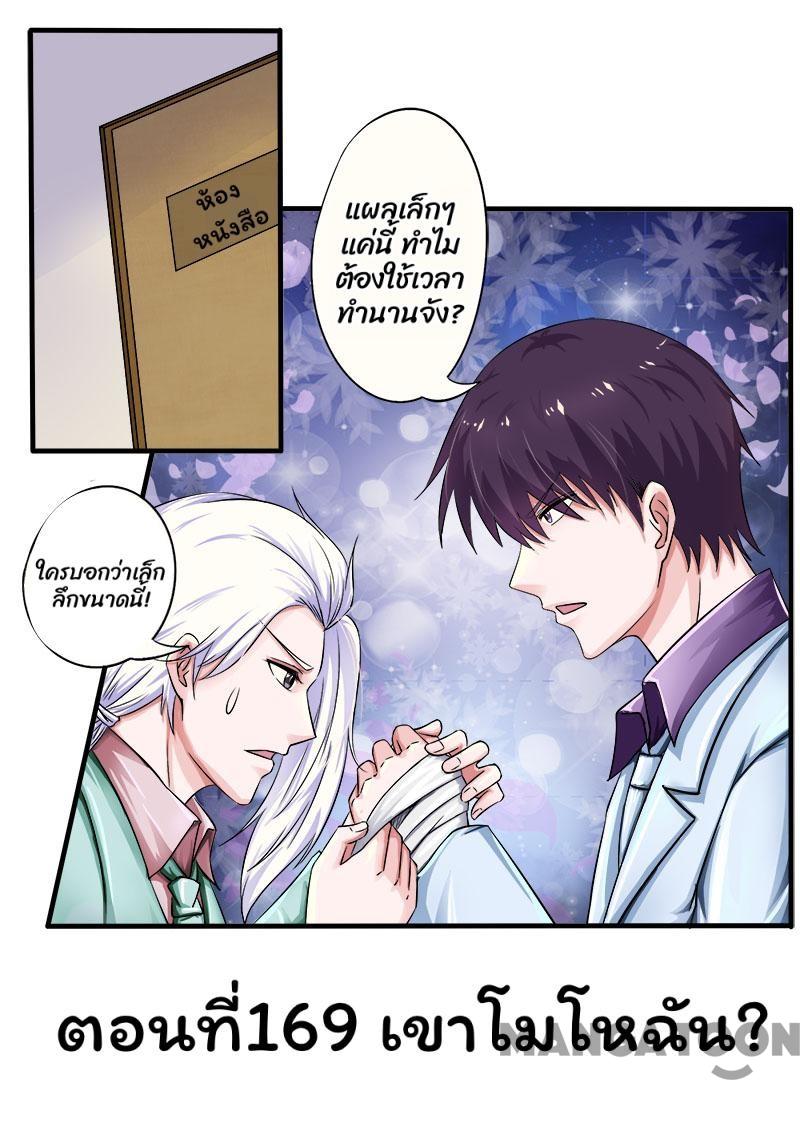 ห้อง
หนังสือ
แผลเล็กๆ
แค่นี้ ทำไม
ต้องใช้เวลา
ทำนานจัง?
ใครบอกว่าเล็ก
ลึกขนาดนี้!
ตอนที่169 เขาโมโหฉัน?
MANGATOON